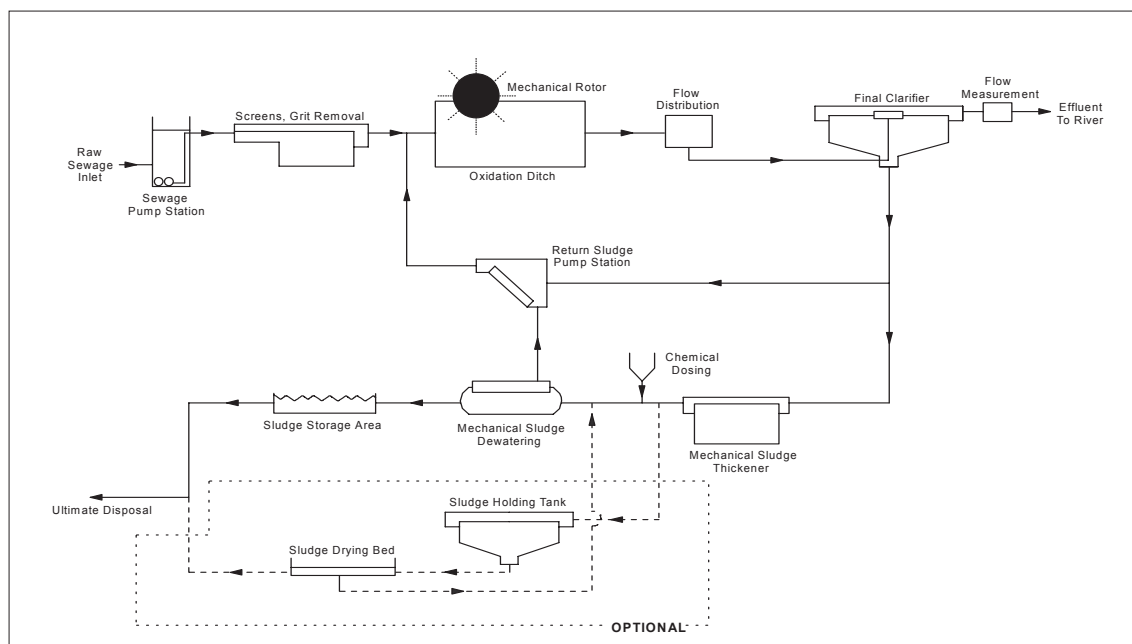 Mechanical Rotor
Flow
Distribution
Final Clarifier
Flow
Measurement
Effluent
To River
Screens, Grit Removal
Raw
Sewage
Inlet
Sewage
Pump Station
Oxidation Ditch
Return Sludge
Pump Station
Chemical
Dosing
Sludge Storage Area
Mechanical Sludge
Dewatering
Mechanical Sludge
Thickener
Ultimate Disposal
Sludge Holding Tank
Sludge Drying Bed
OPTIONAL